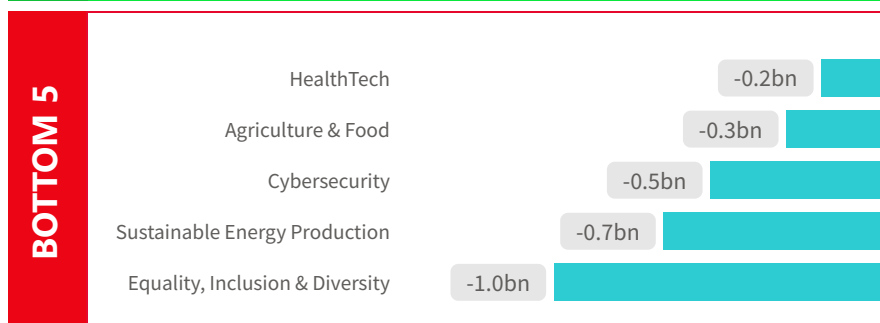 BOTTOM 5
HealthTech -0.2bn
Agriculture & Food -0.3bn
Cybersecurity -0.5bn
Sustainable Energy Production -0.7bn
Equality, Inclusion & Diversity -1.0bn